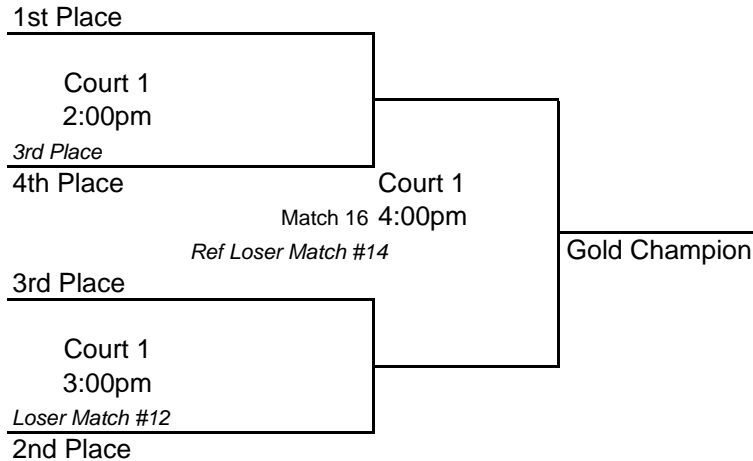 1st Place
Court 1
2:00pm
3rd Place
4th Place
Court 1
Match 16 4:00pm
Ref Loser Match #14
Gold Champion
3rd Place
Court 1
3:00pm
Loser Match #12
2nd Place